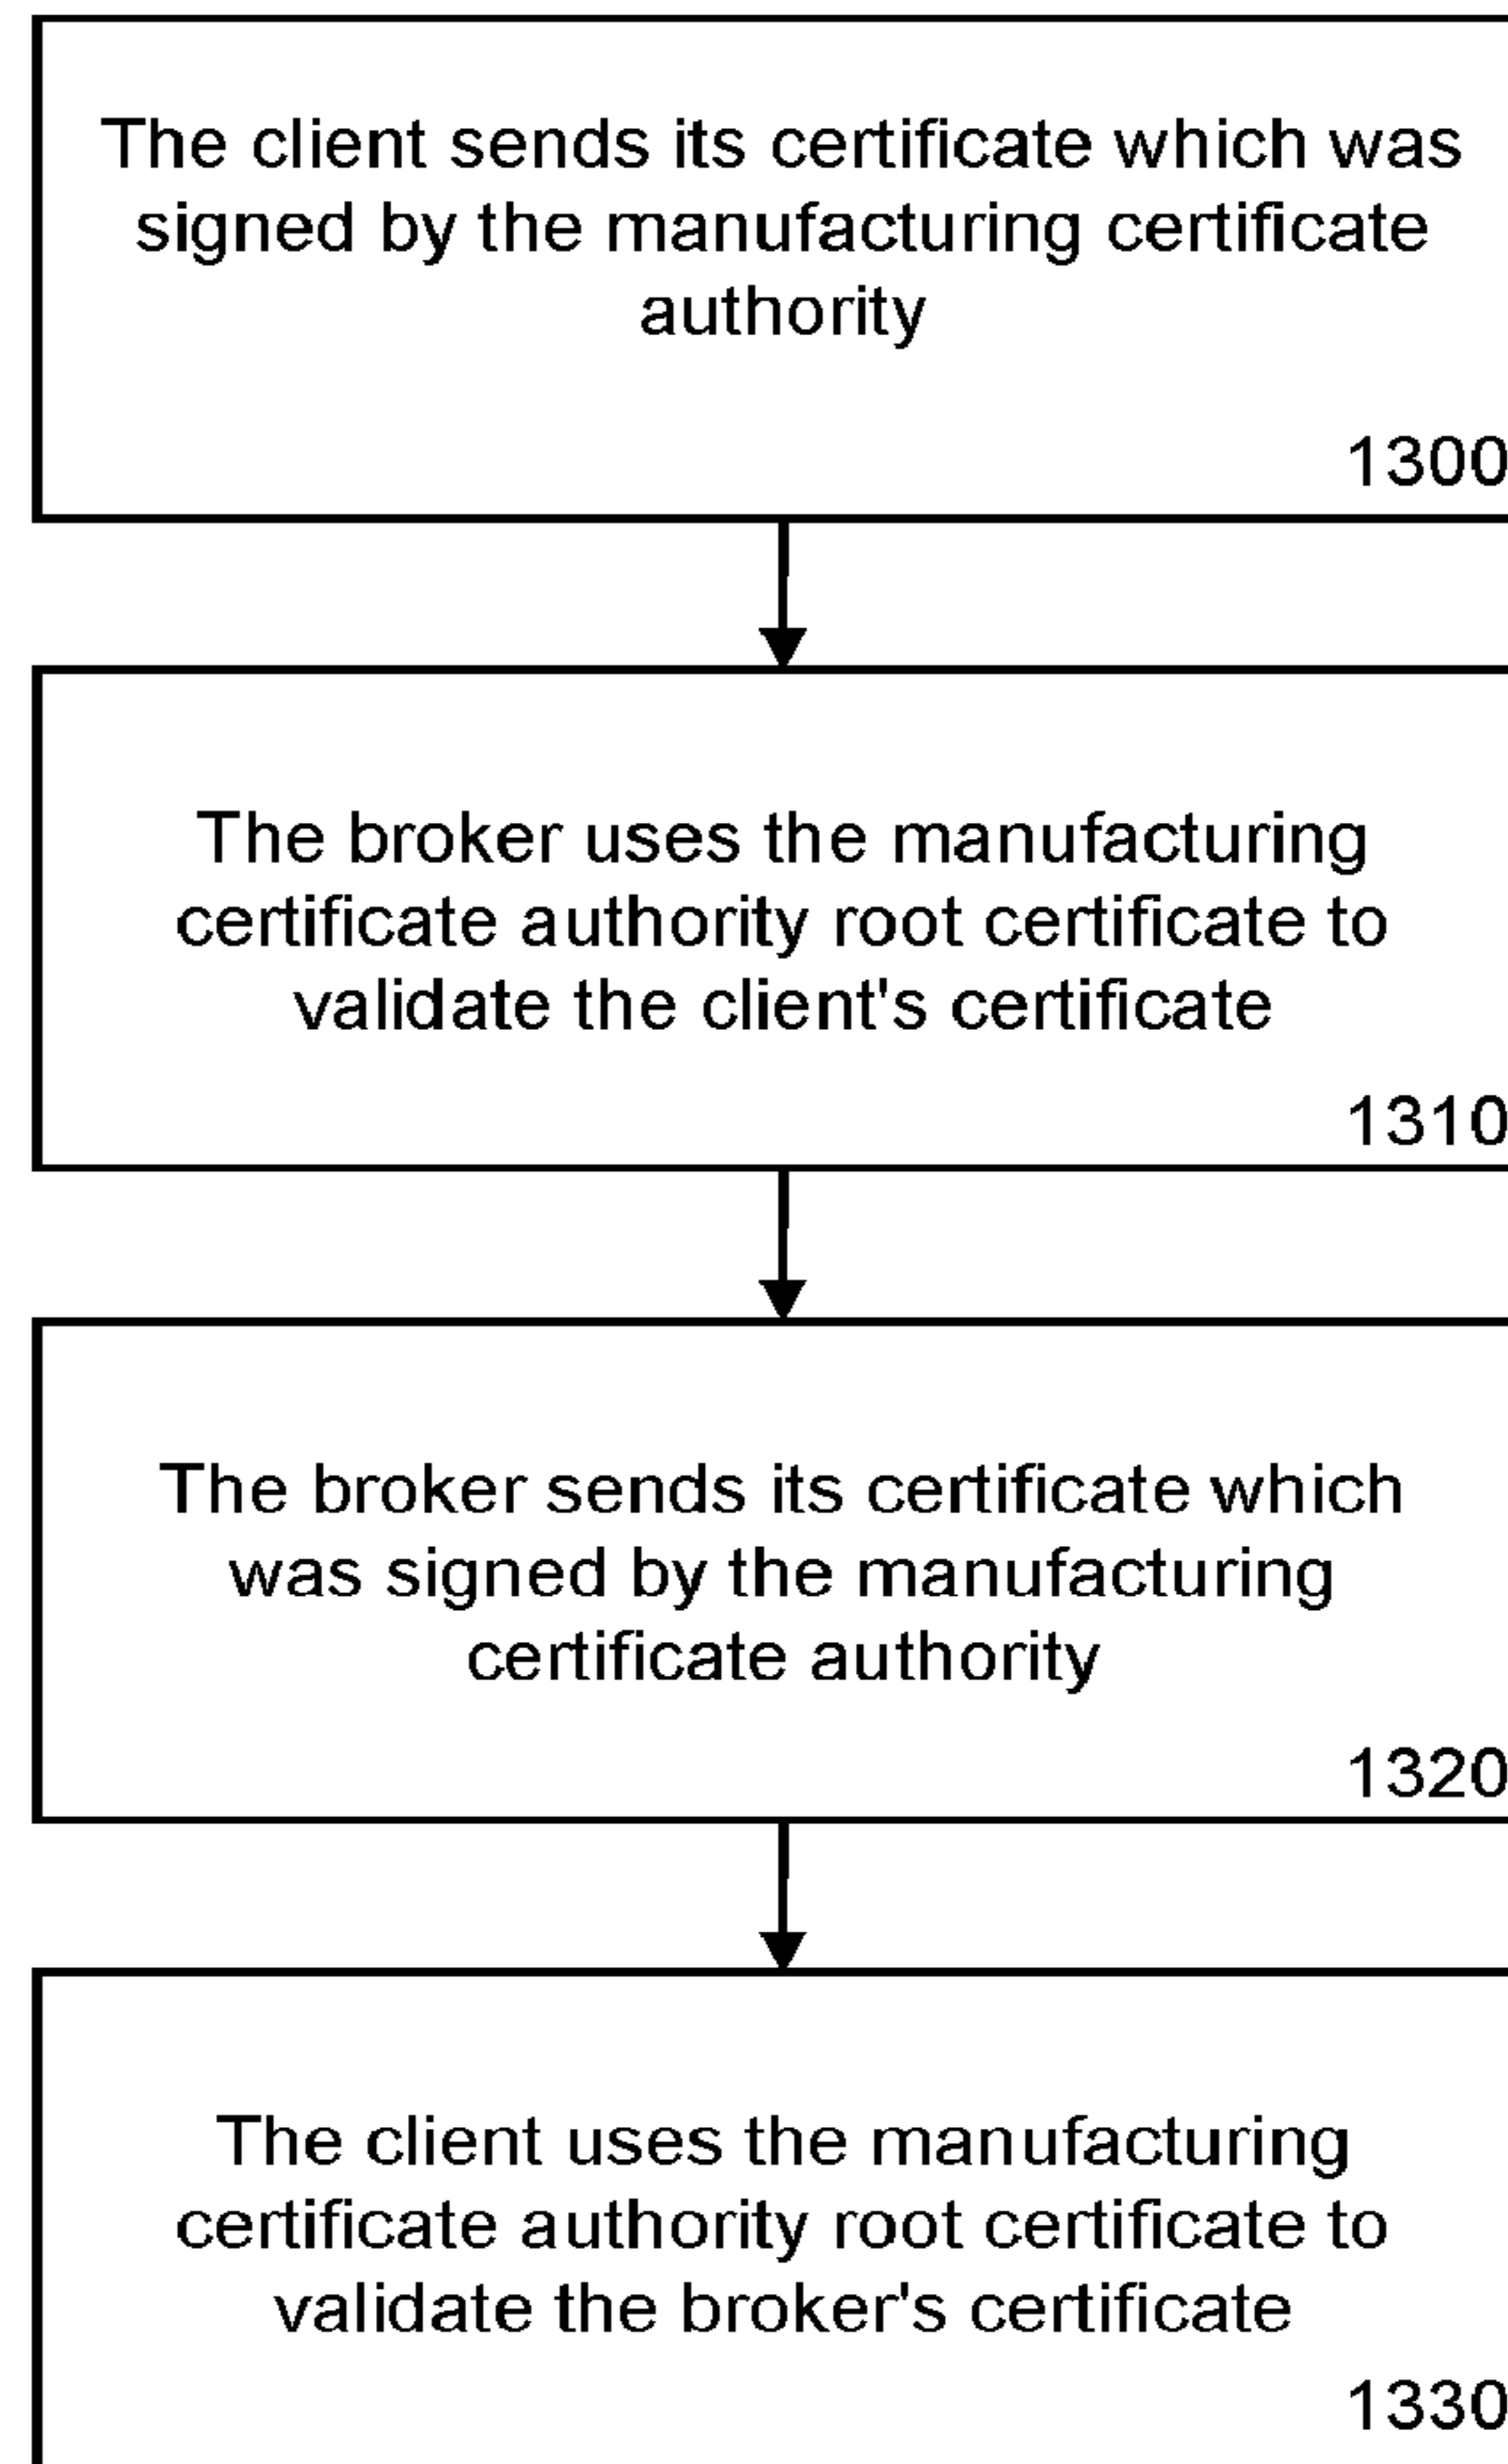 The client sends its certificate which was
signed by the manufacturing certificate
authority
1300
The broker uses the manufacturing
certificate authority root certificate to
validate the client's certificate
1310
The broker sends its certificate which
was signed by the manufacturing
certificate authority
1320
The client uses the manufacturing
certificate authority root certificate to
validate the broker's certificate
1330